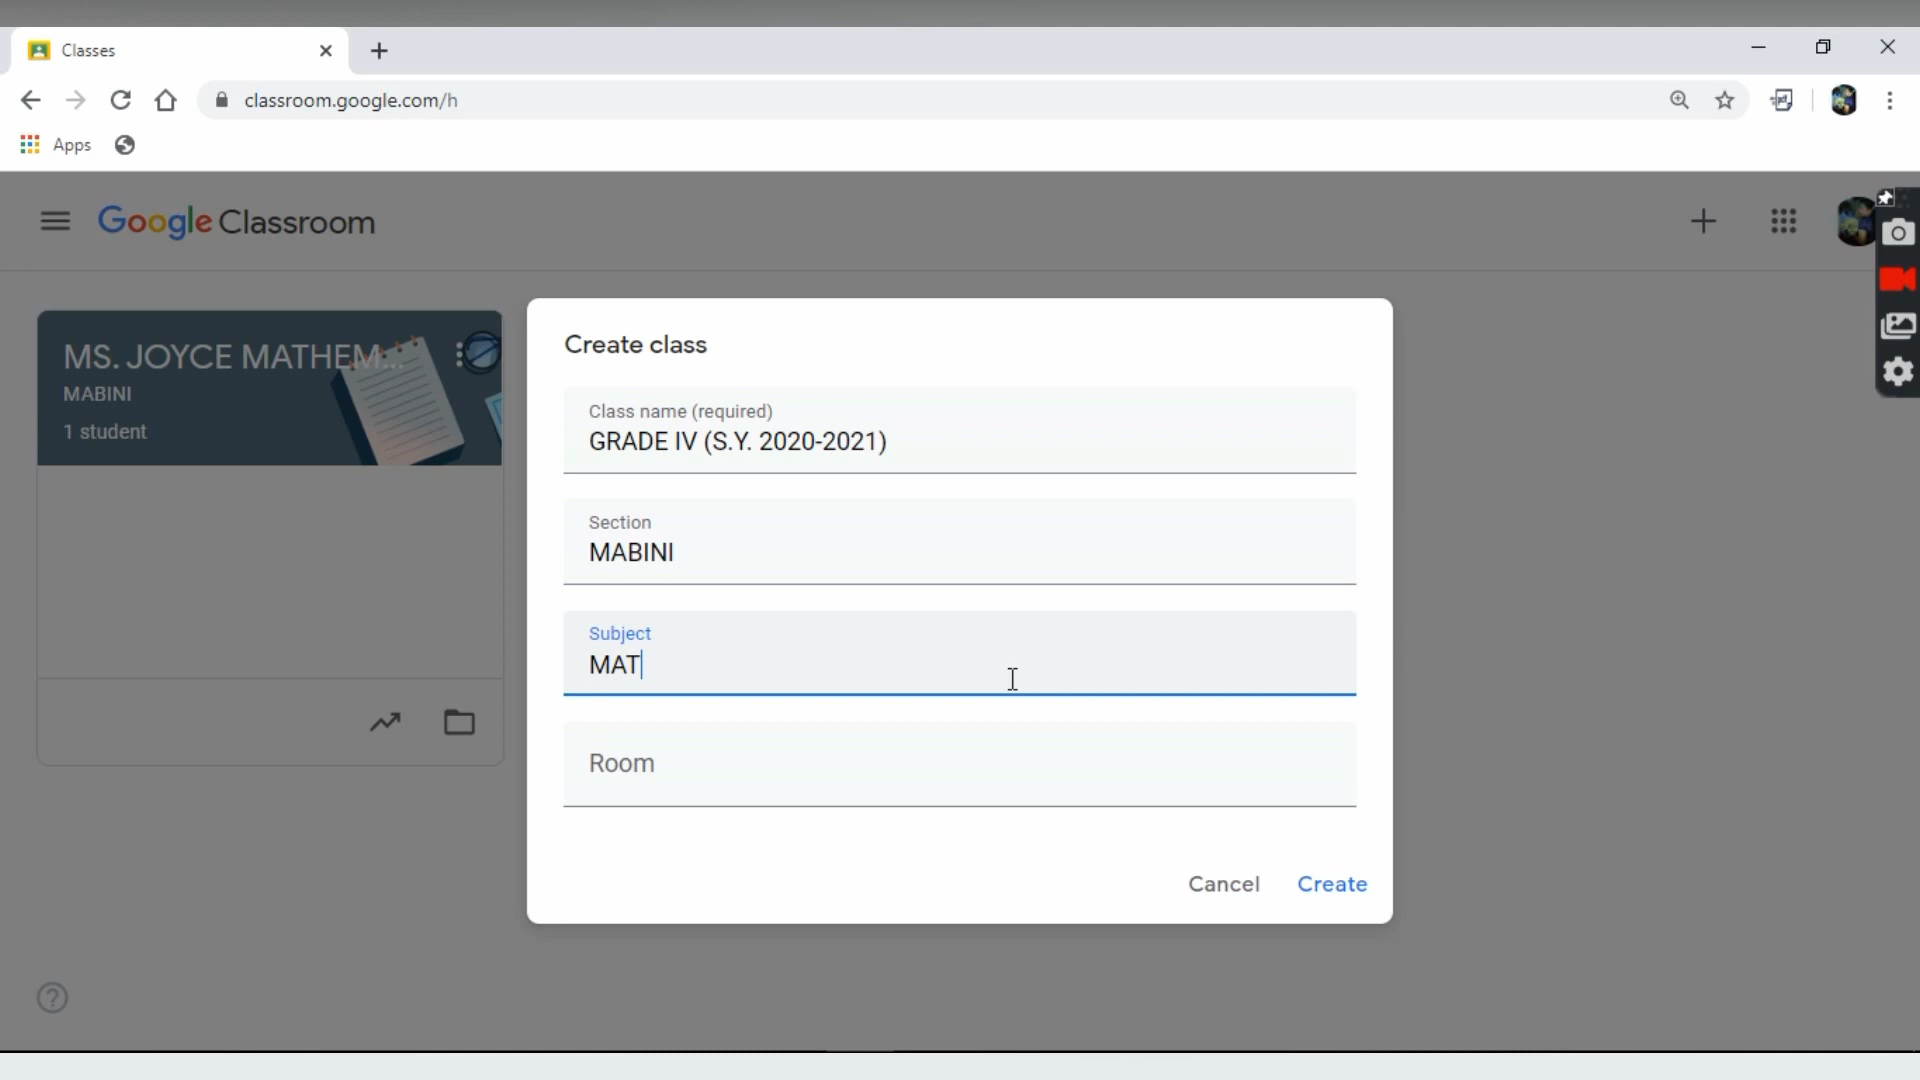 Classes
classroom.google.com/h
Apps
Google Classroom
MS. JOYCE MATHEM...
MABINI
1 student
Create class
Class name (required)
GRADE IV (S.Y. 2020-2021)
Section
MABINI
Subject
MAT
Room
Cancel Create